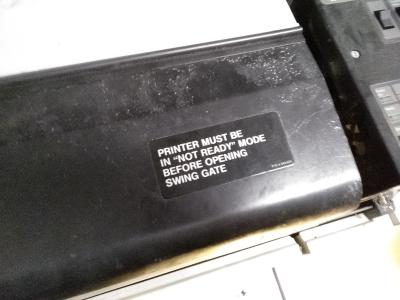 PRINTER MUST BE
IN "NOT READY" MODE
BEFORE OPENING
SWING GATE